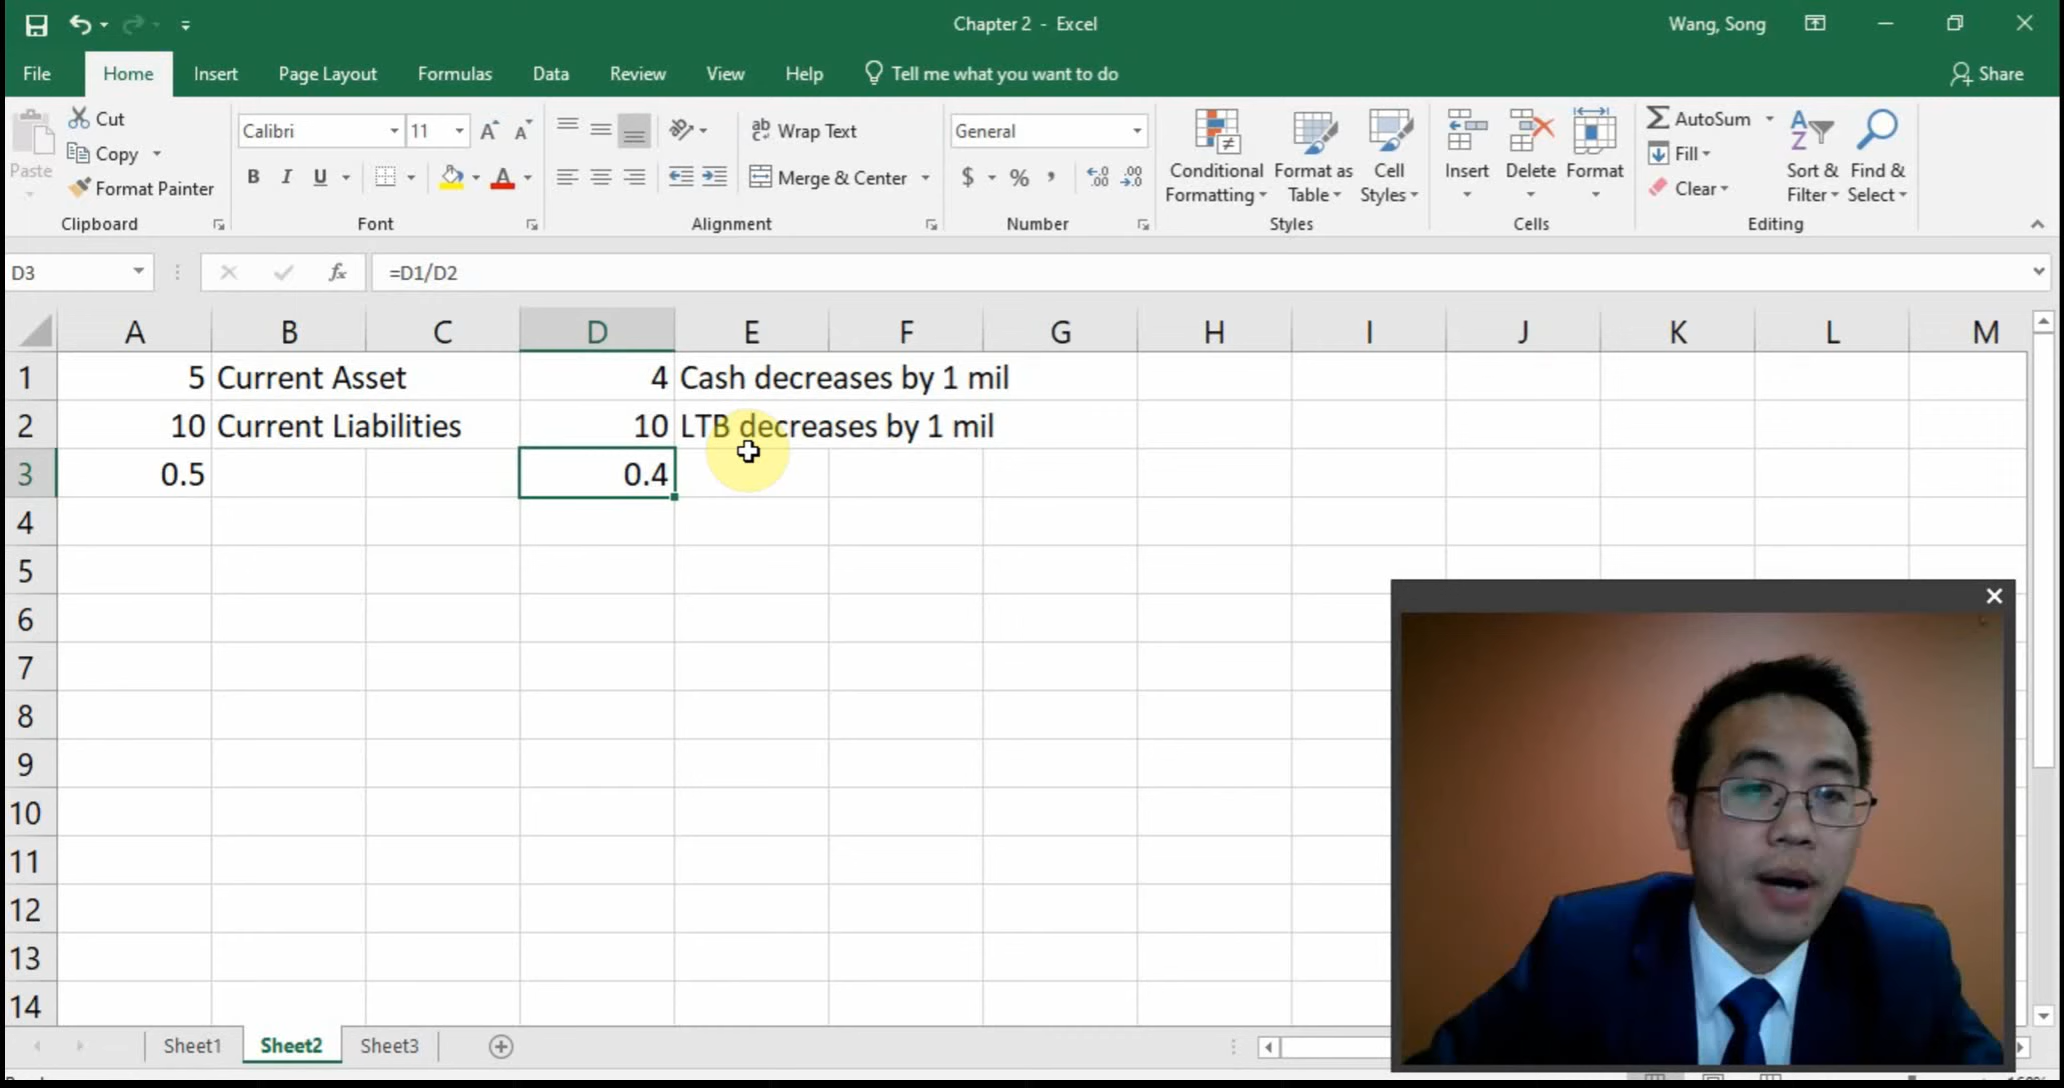 Chapter 2 - Excel
Wang, Song
File Home Insert Page Layout Formulas Data Review View Help Tell me what you want to do Share
Paste
Cut
Copy
Format Painter
Clipboard
Calibri 11
B I U
Font
Wrap Text
Merge & Center
Alignment
General
$ % ,
Number
Conditional Formatting
Format as Table
Cell Styles
Styles
Insert Delete Format
Cells
AutoSum
Fill
Clear
Sort & Filter
Find & Select
Editing
D3 fx =D1/D2
A B C D E F G H I J K L M
1 5 Current Asset 4 Cash decreases by 1 mil
2 10 Current Liabilities 10 LTB decreases by 1 mil
3 0.5 0.4
4
5
6
7
8
9
10
11
12
13
14
Sheet1 Sheet2 Sheet3